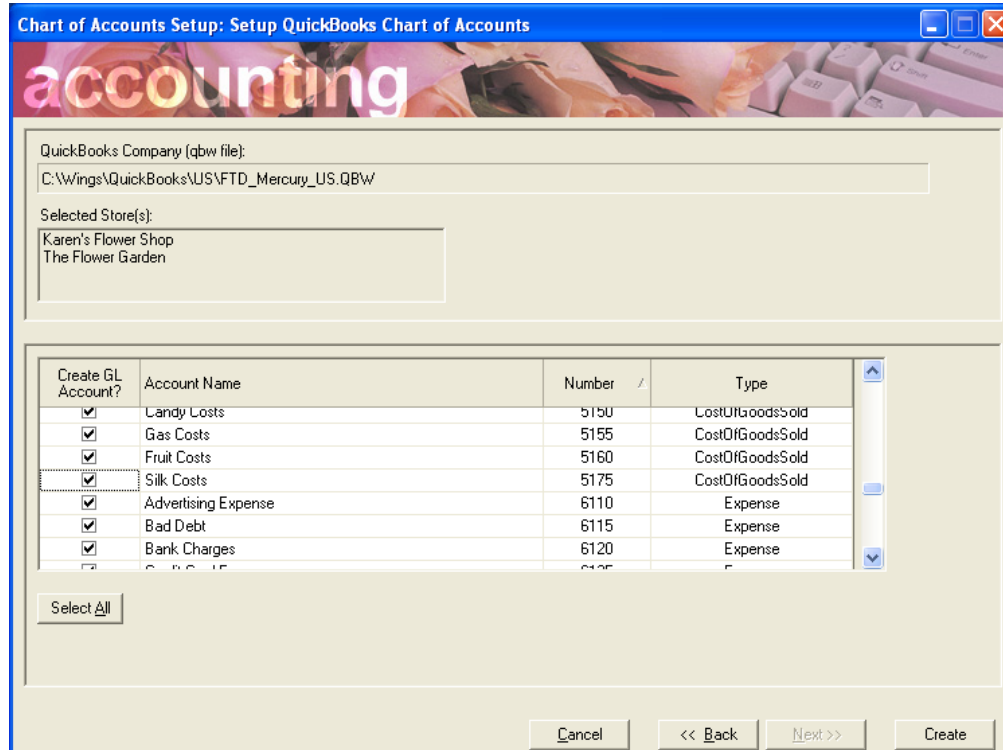 Chart of Accounts Setup: Setup QuickBooks Chart of Accounts
accounting
QuickBooks Company (qbw file):
C:\Wings\QuickBooks\US\FTD_Mercury_US.QBW
Selected Store(s):
Karen's Flower Shop
The Flower Garden
Create GL Account? Account Name Number Type
Candy Costs 5150 CostOfGoodsSold
Gas Costs 5155 CostOfGoodsSold
Fruit Costs 5160 CostOfGoodsSold
Silk Costs 5175 CostOfGoodsSold
Advertising Expense 6110 Expense
Bad Debt 6115 Expense
Bank Charges 6120 Expense
Select All
Cancel << Back Next >> Create